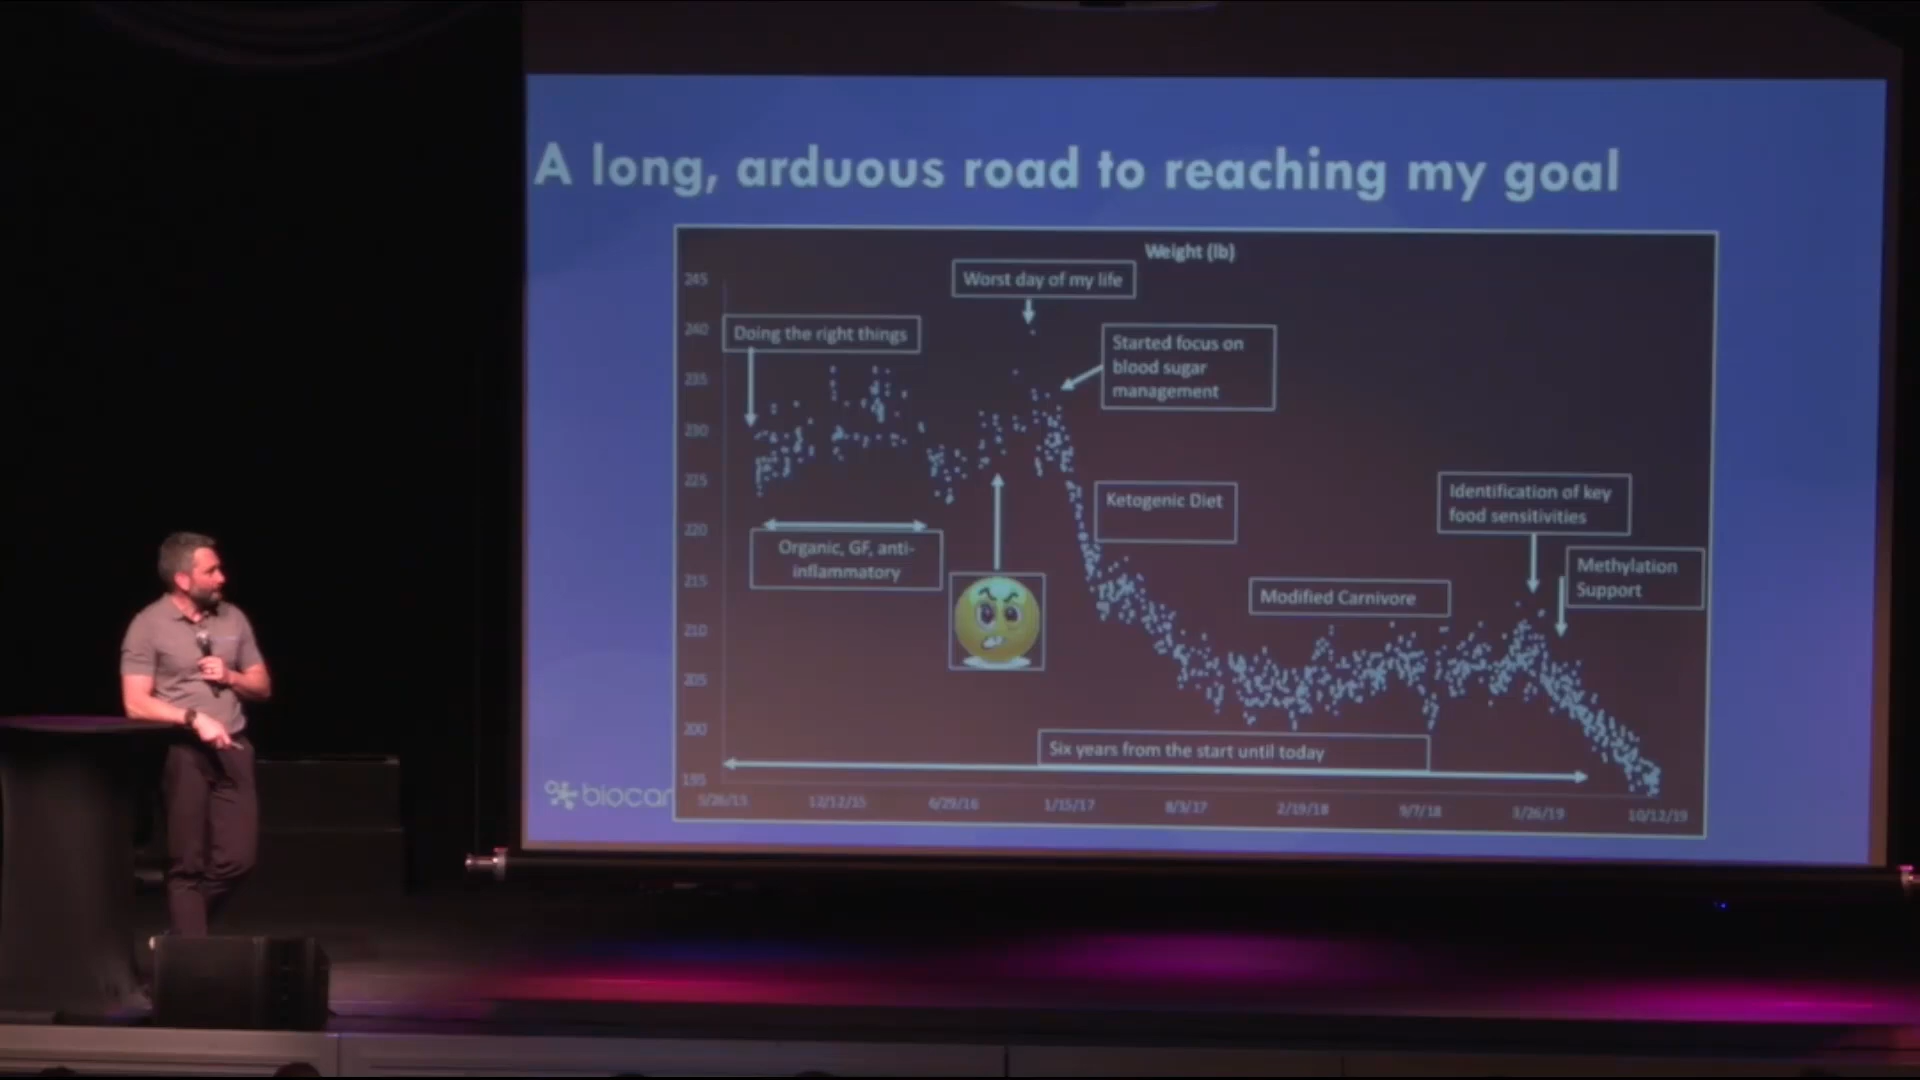 A long, arduous road to reaching my goal
Weight (lb)
245
240
235
230
225
220
215
210
205
200
195
Worst day of my life
Doing the right things
Started focus on
blood sugar
management
Ketogenic Diet
Identification of key
food sensitivities
Organic, GF, anti-
inflammatory
Methylation
Support
Modified Carnivore
Six years from the start until today
biocar
5/26/15 12/12/15 6/29/16 1/15/17 8/3/17 2/19/18 9/7/18 3/26/19 10/12/19